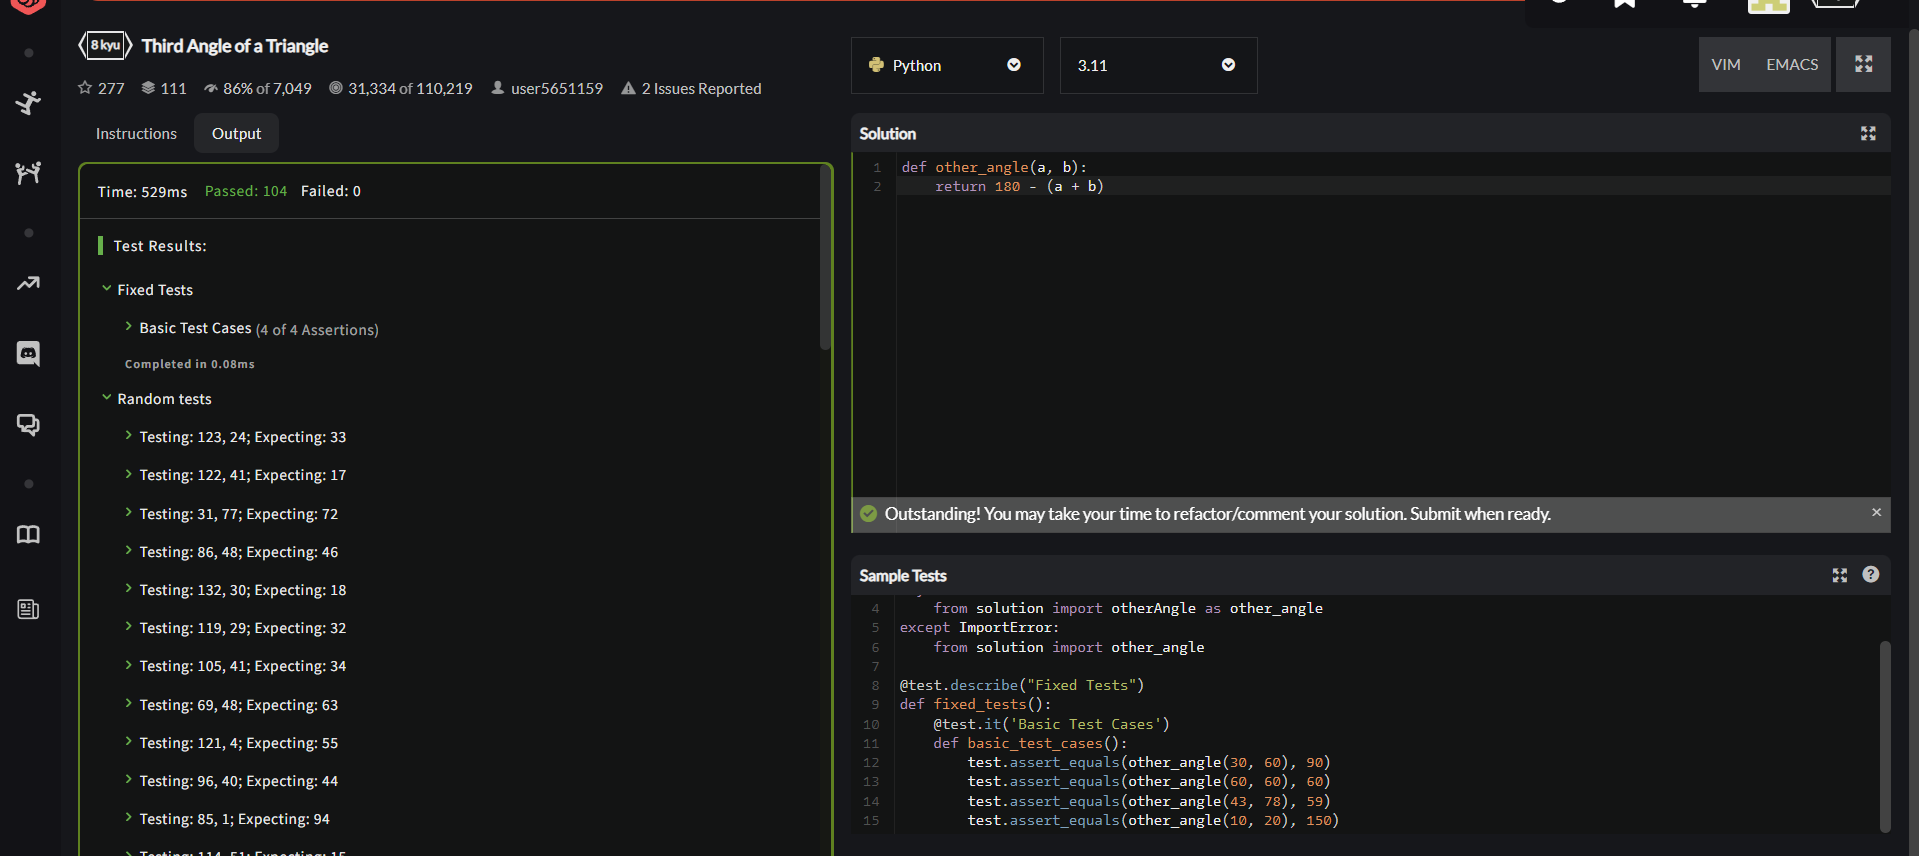 8 kyu Third Angle of a Triangle
277 111 86% of 7,049 31,334 of 110,219 user5651159 2 Issues Reported
Instructions Output
Time: 529ms Passed: 104 Failed: 0
Test Results:
Fixed Tests
Basic Test Cases (4 of 4 Assertions)
Completed in 0.08ms
Random tests
Testing: 123, 24; Expecting: 33
Testing: 122, 41; Expecting: 17
Testing: 31, 77; Expecting: 72
Testing: 86, 48; Expecting: 46
Testing: 132, 30; Expecting: 18
Testing: 119, 29; Expecting: 32
Testing: 105, 41; Expecting: 34
Testing: 69, 48; Expecting: 63
Testing: 121, 4; Expecting: 55
Testing: 96, 40; Expecting: 44
Testing: 85, 1; Expecting: 94
Testing: 114, 51; Expecting: 15
Python 3.11 VIM EMACS
Solution
1 def other_angle(a, b):
2     return 180 - (a + b)
Outstanding! You may take your time to refactor/comment your solution. Submit when ready. ×
Sample Tests ?
4     from solution import otherAngle as other_angle
5 except ImportError:
6     from solution import other_angle
7
8 @test.describe("Fixed Tests")
9 def fixed_tests():
10     @test.it('Basic Test Cases')
11     def basic_test_cases():
12         test.assert_equals(other_angle(30, 60), 90)
13         test.assert_equals(other_angle(60, 60), 60)
14         test.assert_equals(other_angle(43, 78), 59)
15         test.assert_equals(other_angle(10, 20), 150)